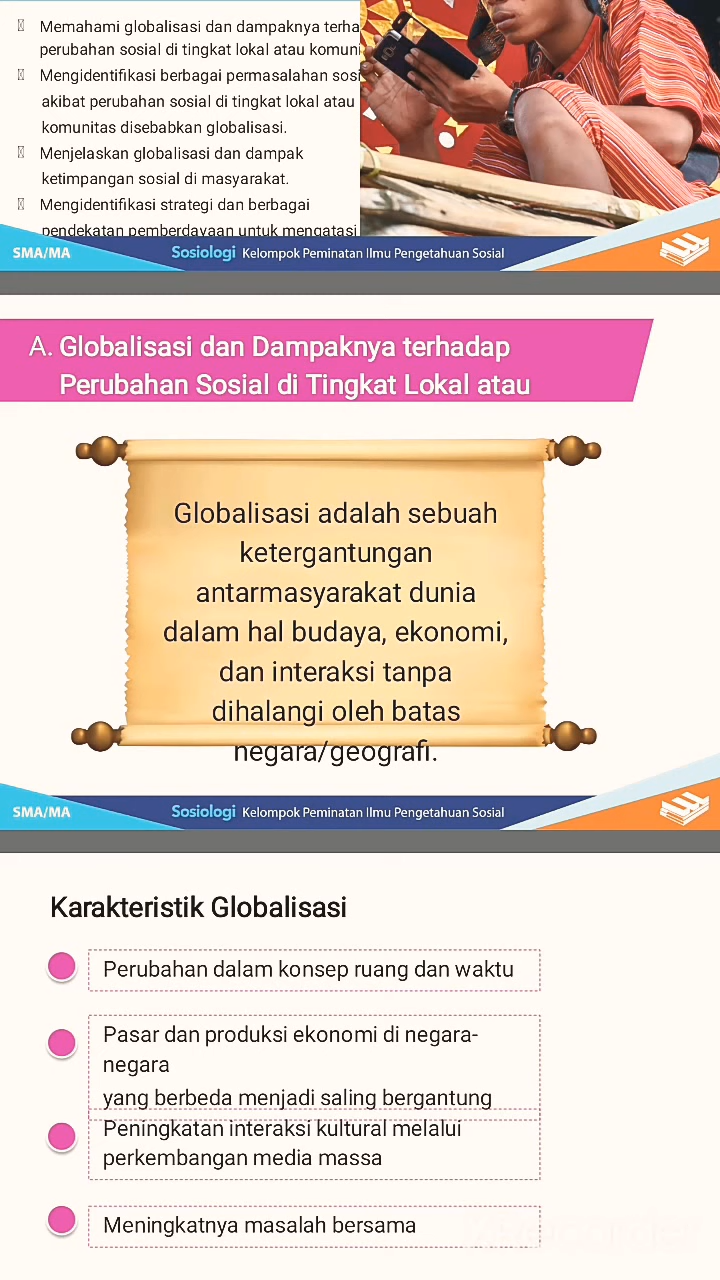 Memahami globalisasi dan dampaknya terha
perubahan sosial di tingkat lokal atau komuni
Mengidentifikasi berbagai permasalahan sosi
akibat perubahan sosial di tingkat lokal atau
komunitas disebabkan globalisasi.
Menjelaskan globalisasi dan dampak
ketimpangan sosial di masyarakat.
Mengidentifikasi strategi dan berbagai
pendekatan pemberdayaan untuk mengatasi
SMA/MA Sosiologi Kelompok Peminatan Ilmu Pengetahuan Sosial
A. Globalisasi dan Dampaknya terhadap
Perubahan Sosial di Tingkat Lokal atau
Globalisasi adalah sebuah
ketergantungan
antarmasyarakat dunia
dalam hal budaya, ekonomi,
dan interaksi tanpa
dihalangi oleh batas
negara/geografi.
SMA/MA Sosiologi Kelompok Peminatan Ilmu Pengetahuan Sosial
Karakteristik Globalisasi
Perubahan dalam konsep ruang dan waktu
Pasar dan produksi ekonomi di negara-
negara
yang berbeda menjadi saling bergantung
Peningkatan interaksi kultural melalui
perkembangan media massa
Meningkatnya masalah bersama